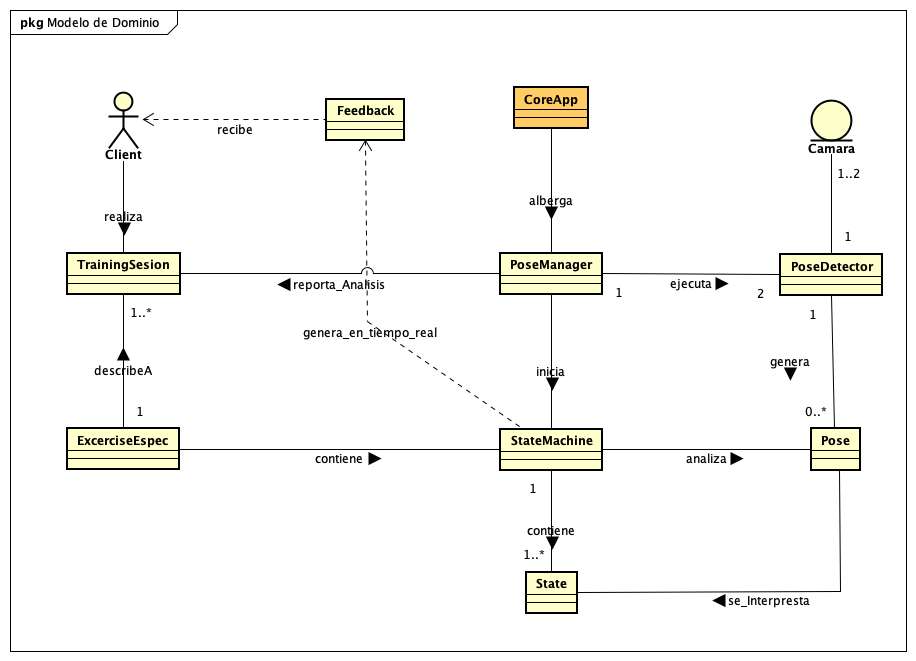 pkg Modelo de Dominio
Feedback
CoreApp
recibe
Client
Camara
1..2
alberga
realiza
1
TrainingSesion
PoseManager
PoseDetector
reporta_Analisis
ejecuta
1
2
1..*
1
genera_en_tiempo_real
describeA
inicia
genera
1
0..*
ExcerciseEspec
StateMachine
Pose
contiene
analiza
1
contiene
1..*
State
se_Interpresta